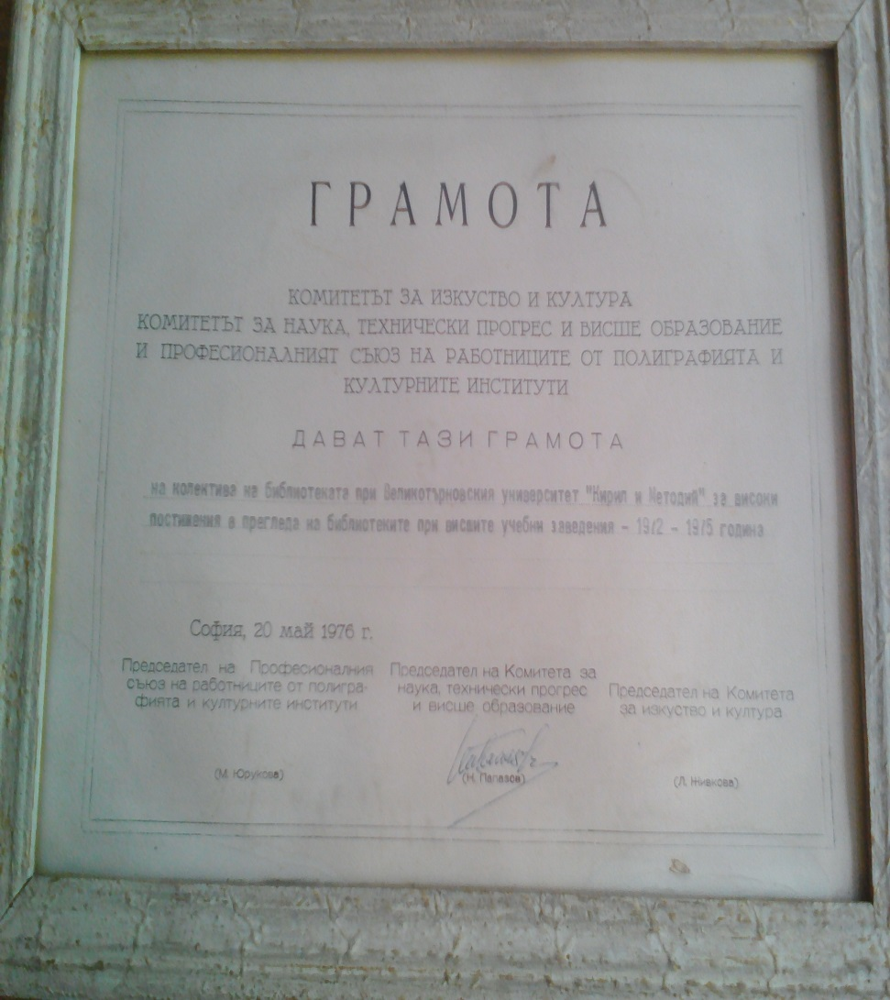 ГРАМОТА
КОМИТЕТЪТ ЗА ИЗКУСТВО И КУЛТУРА
КОМИТЕТЪТ ЗА НАУКА, ТЕХНИЧЕСКИ ПРОГРЕС И ВИСШЕ ОБРАЗОВАНИЕ
И ПРОФЕСИОНАЛНИЯТ СЪЮЗ НА РАБОТНИЦИТЕ ОТ ПОЛИГРАФИЯТА И
КУЛТУРНИТЕ ИНСТИТУТИ
ДАВАТ ТАЗИ ГРАМОТА
на колектива на библиотеката при Великотърновския университет "Кирил и Методий" за високи
постижения в прегледа на библиотеките при висшите учебни заведения - 1972 - 1975 година
София, 20 май 1976 г.
Председател на Професионалния
съюз на работниците от полигра-
фията и културните институти
(М. Юрукова)
Председател на Комитета за
наука, технически прогрес
и висше образование
(Н. Папазов)
Председател на Комитета
за изкуство и култура
(Л. Живкова)